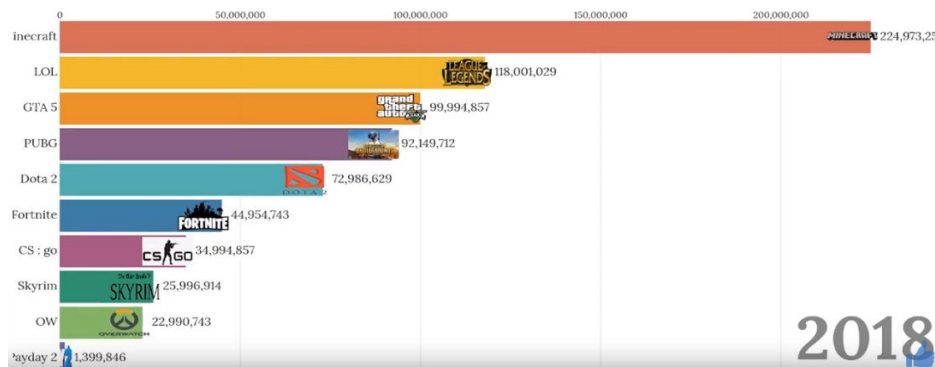 0 50,000,000 100,000,000 150,000,000 200,000,000
inecraft MINECRAFT 224,973,25
LOL LEAGUE OF LEGENDS 118,001,029
GTA 5 grand theft auto 99,994,857
PUBG 92,149,712
Dota 2 DOTA 2 72,986,629
Fortnite FORTNITE 44,954,743
CS : go CS GO 34,994,857
Skyrim SKYRIM 25,996,914
OW OVERWATCH 22,990,743
ayday 2 1,399,846
2018